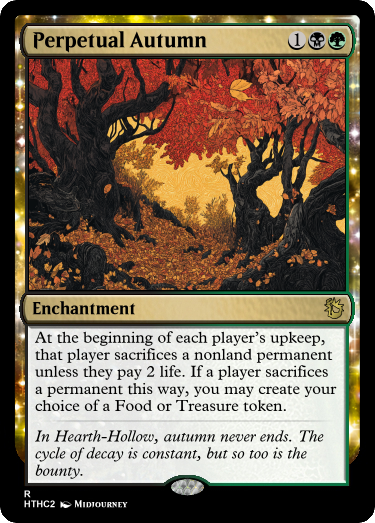 Perpetual Autumn 1
Enchantment
At the beginning of each player's upkeep,
that player sacrifices a nonland permanent
unless they pay 2 life. If a player sacrifices
a permanent this way, you may create your
choice of a Food or Treasure token.
In Hearth-Hollow, autumn never ends. The
cycle of decay is constant, but so too is the
bounty.
R
HTHC2 Midjourney